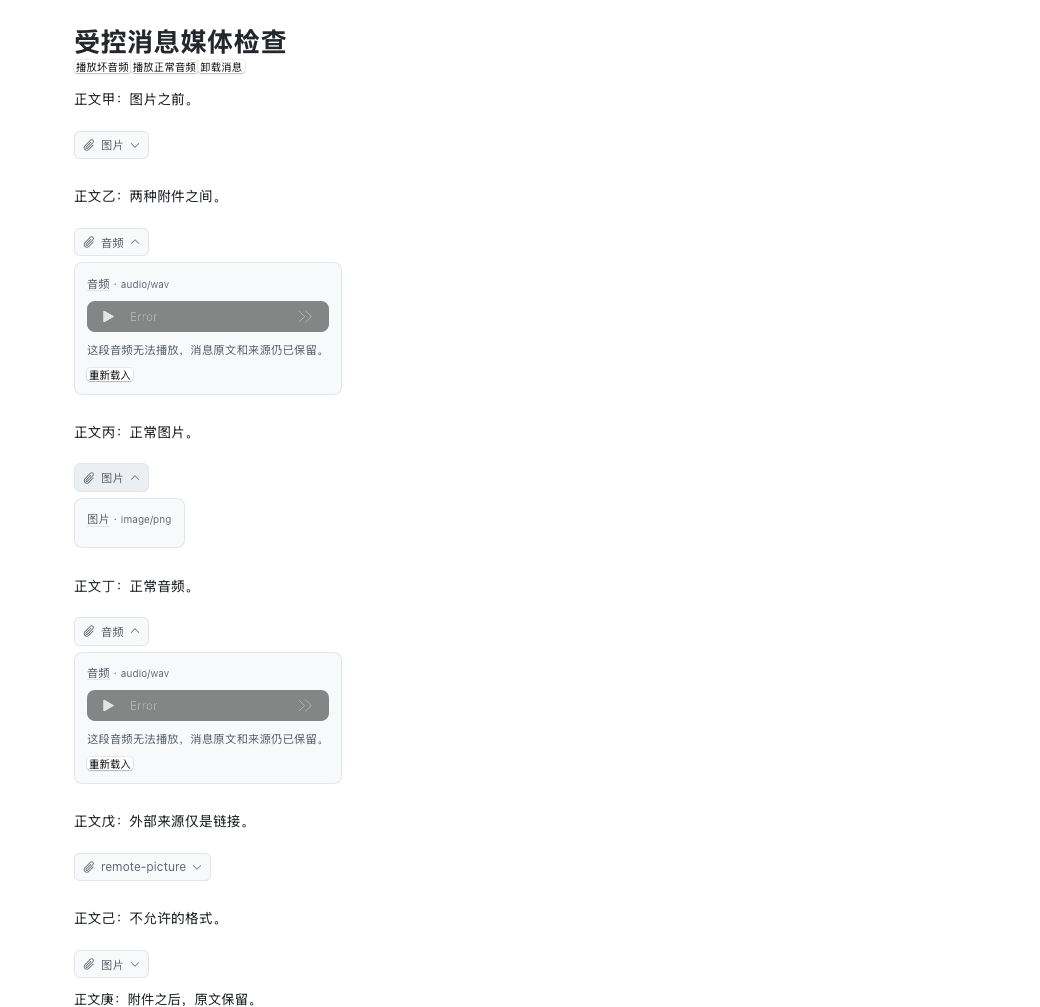 受控消息媒体检查
播放坏音频 播放正常音频 卸载消息
正文甲：图片之前。
图片
正文乙：两种附件之间。
音频
音频 · audio/wav
Error
这段音频无法播放，消息原文和来源仍已保留。
重新载入
正文丙：正常图片。
图片
图片 · image/png
正文丁：正常音频。
音频
音频 · audio/wav
Error
这段音频无法播放，消息原文和来源仍已保留。
重新载入
正文戊：外部来源仅是链接。
remote-picture
正文己：不允许的格式。
图片
正文庚：附件之后，原文保留。